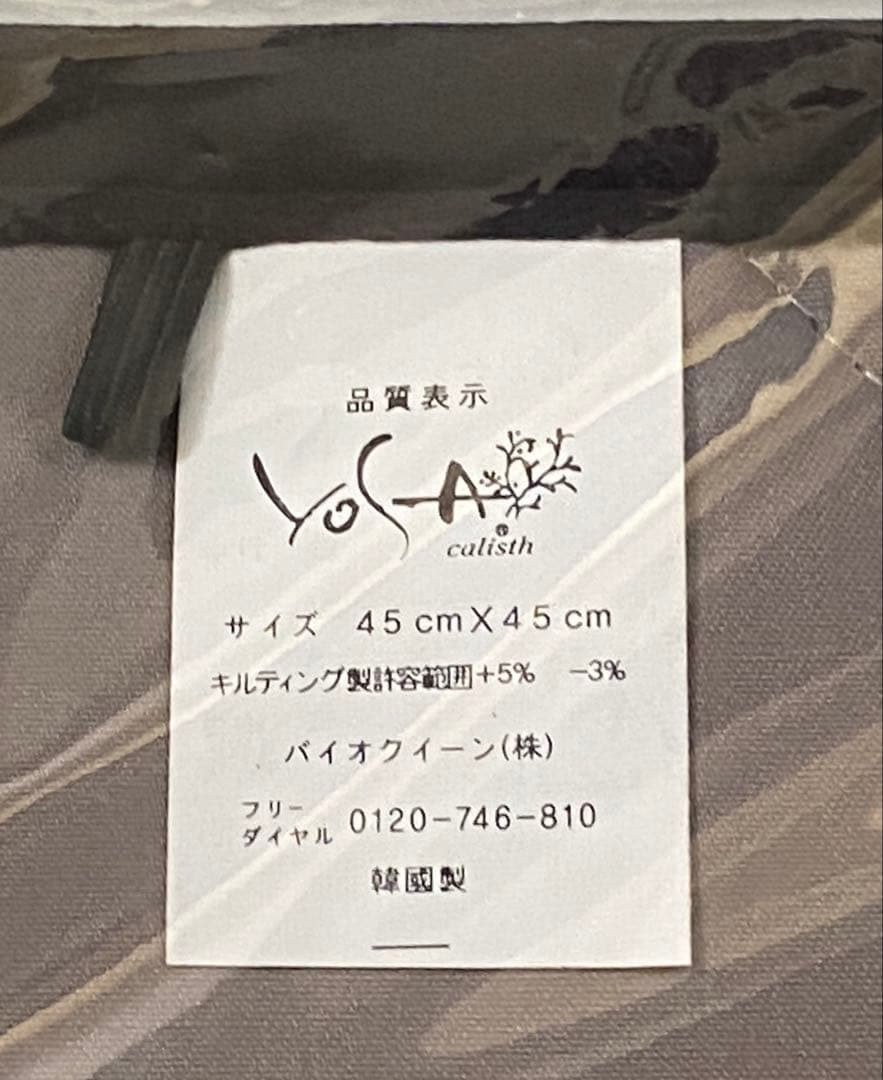 品質表示
YOSA
®
calisth
サイズ 45cmX45cm
キルティング製許容範囲+5% −3%
バイオクイーン(株)
フリーダイヤル 0120−746−810
韓國製